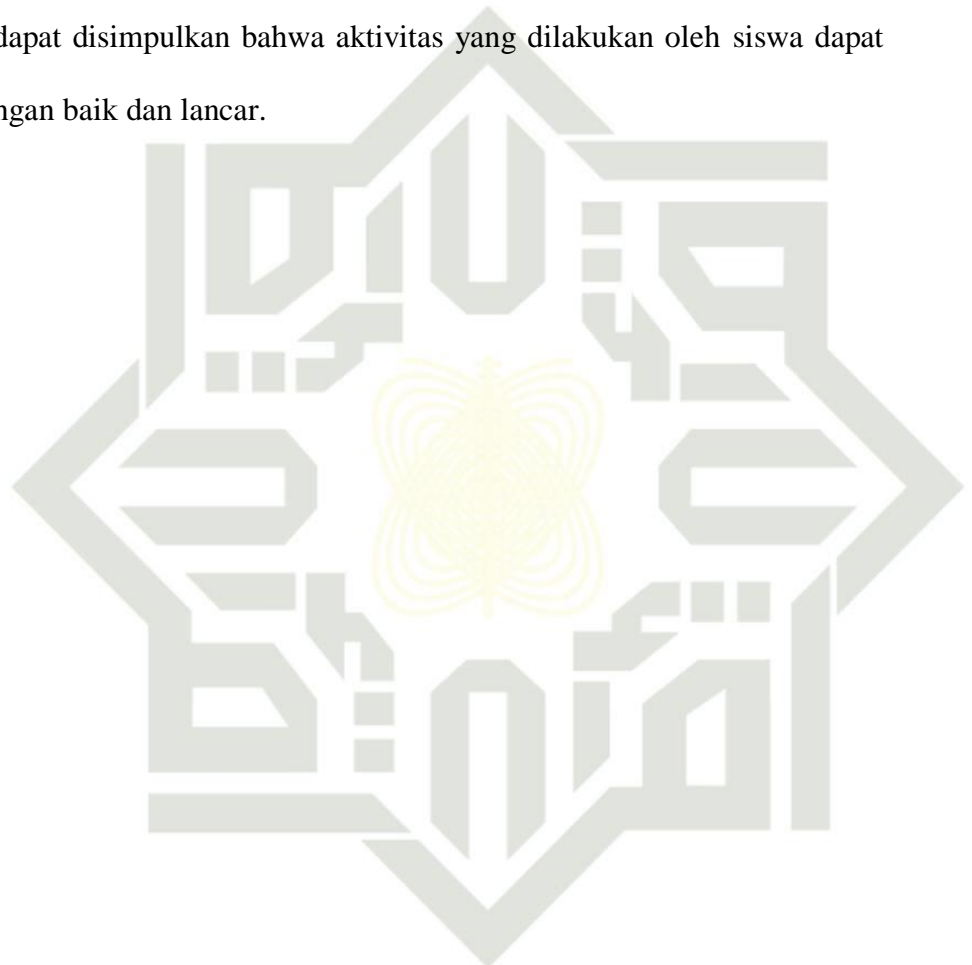 dapat disimpulkan bahwa aktivitas yang dilakukan oleh siswa dapat
ngan baik dan lancar.